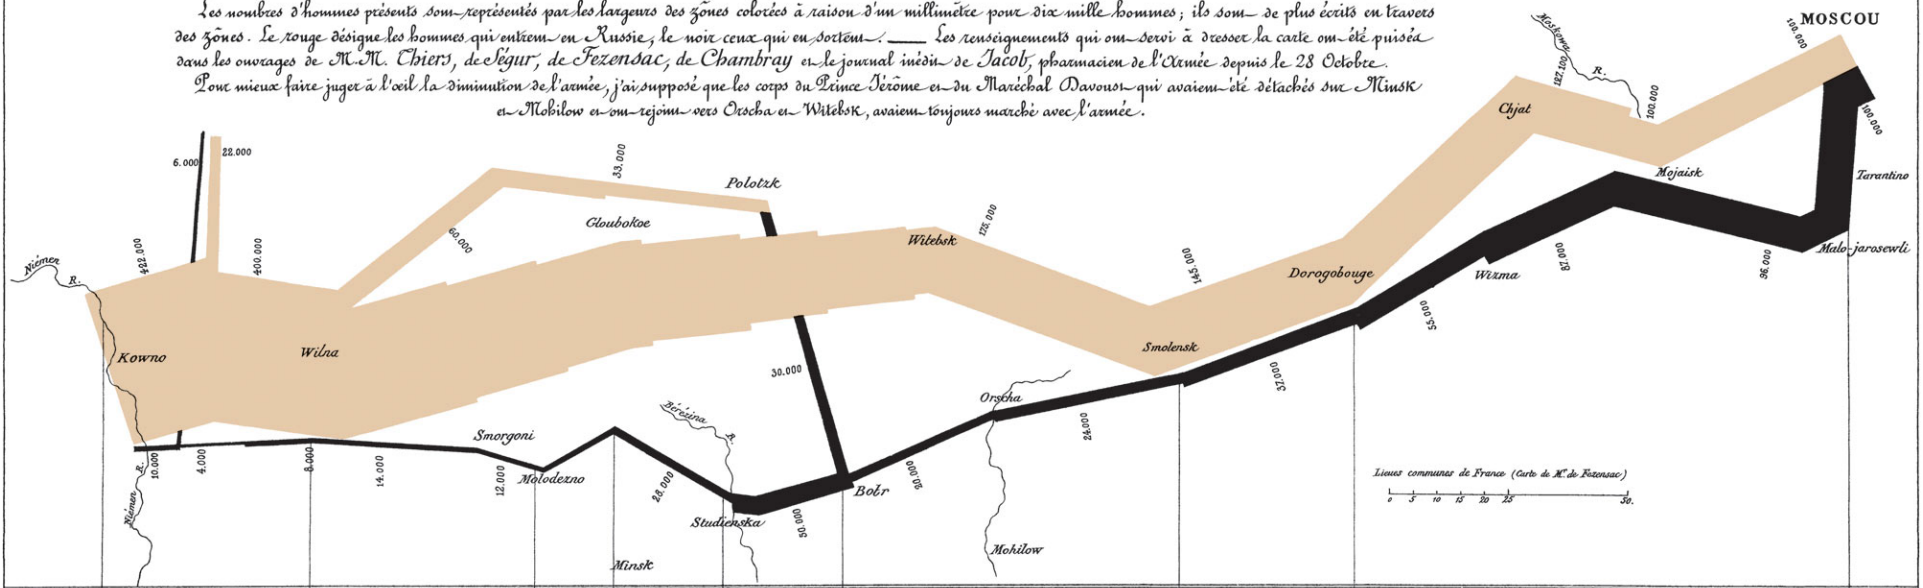 Les nombres d'hommes présents sont représentés par les largeurs des zônes colorées à raison d'un millimètre pour dix mille hommes; ils sont de plus écrits en travers
des zônes. Le rouge désigne les hommes qui entrent en Russie, le noir ceux qui en sortent. Les renseignements qui ont servi à dresser la carte ont été puisés
dans les ouvrages de M.M. Thiers, de Ségur, de Fezensac, de Chambray et le journal inédit de Jacob, pharmacien de l'Armée depuis le 28 Octobre.
Pour mieux faire juger à l'œil la diminution de l'armée, j'ai supposé que les corps du Prince Jérôme et du Maréchal Davoust qui avaient été détachés sur Minsk
et Mohilow et ont rejoint vers Orscha et Witebsk, avaient toujours marché avec l'armée.
MOSCOU
100.000
Moskowa
R.
127.100
100.000
Chjat
100.000
Mojaisk
Tarantino
Malo-jarosewli
6.000
22.000
33.000
Polotzk
Gloubokoe
60.000
175.000
Witebsk
422.000
400.000
Niémen
R.
145.000
Dorogobouge
Wizma
87.000
96.000
55.000
Kowno
Wilna
30.000
Smolensk
37.000
Orscha
24.000
Bérézina
R.
Smorgoni
10.000
4.000
8.000
14.000
12.000
Molodezno
28.000
Studienska
50.000
Bobr
20.000
R.
Niémen
Mohilow
Minsk
Lieues communes de France (Carte de M. de Fezensac)
0 5 10 15 20 25 50.